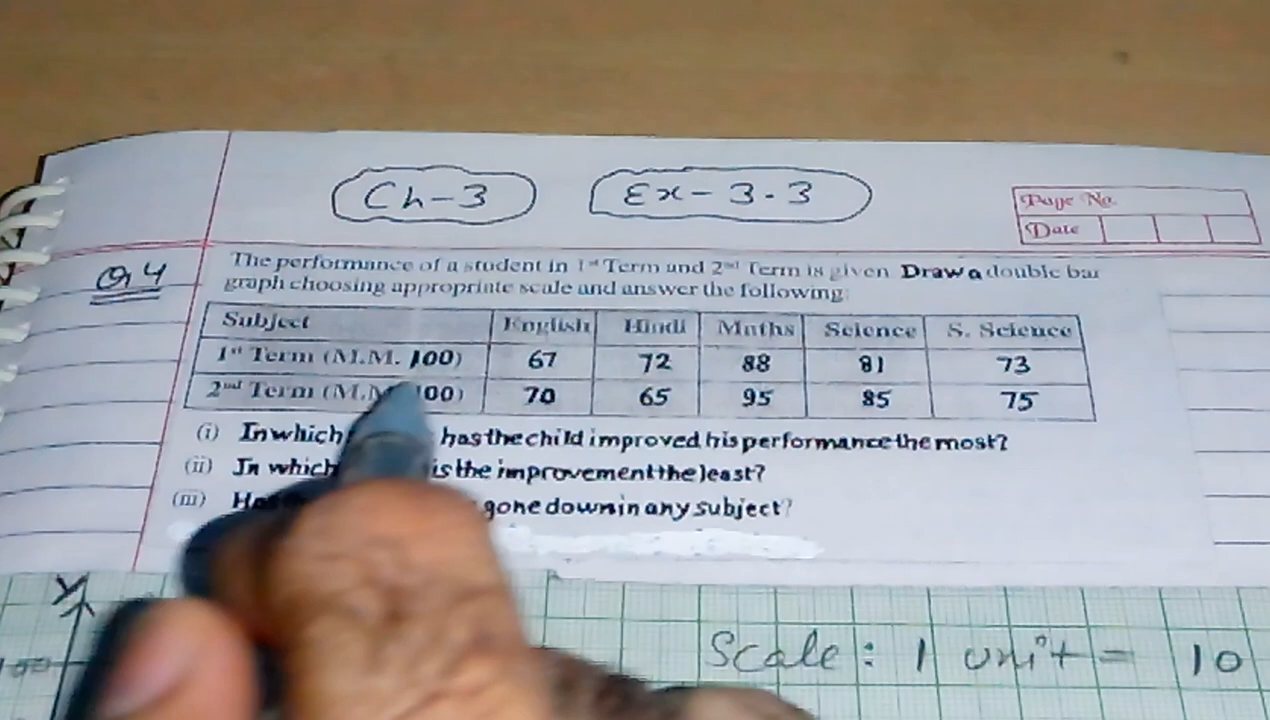 Ch-3 Ex-3.3
Page No.
Date
Q.4
The performance of a student in 1st Term and 2nd Term is given. Draw a double bar
graph choosing appropriate scale and answer the following:
Subject English Hindi Maths Science S. Science
1st Term (M.M. 100) 67 72 88 81 73
2nd Term (M.M. 100) 70 65 95 85 75
(i) In which has the child improved his performance the most?
(ii) In which is the improvement the least?
(iii) gone down in any subject?
Y
Scale: 1 unit = 10